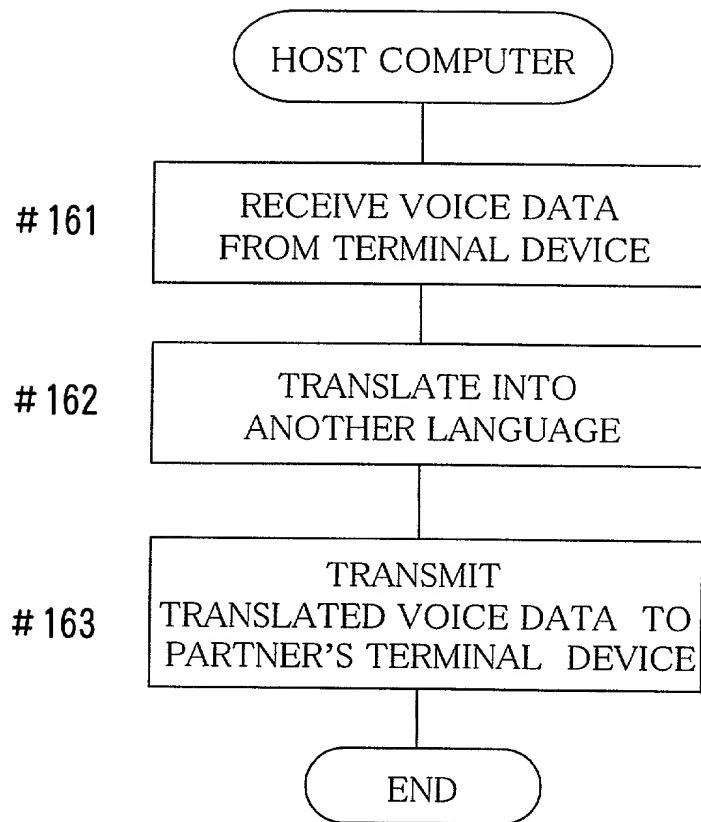 HOST COMPUTER
# 161
RECEIVE VOICE DATA
FROM TERMINAL DEVICE
# 162
TRANSLATE INTO
ANOTHER LANGUAGE
# 163
TRANSMIT
TRANSLATED VOICE DATA TO
PARTNER'S TERMINAL DEVICE
END